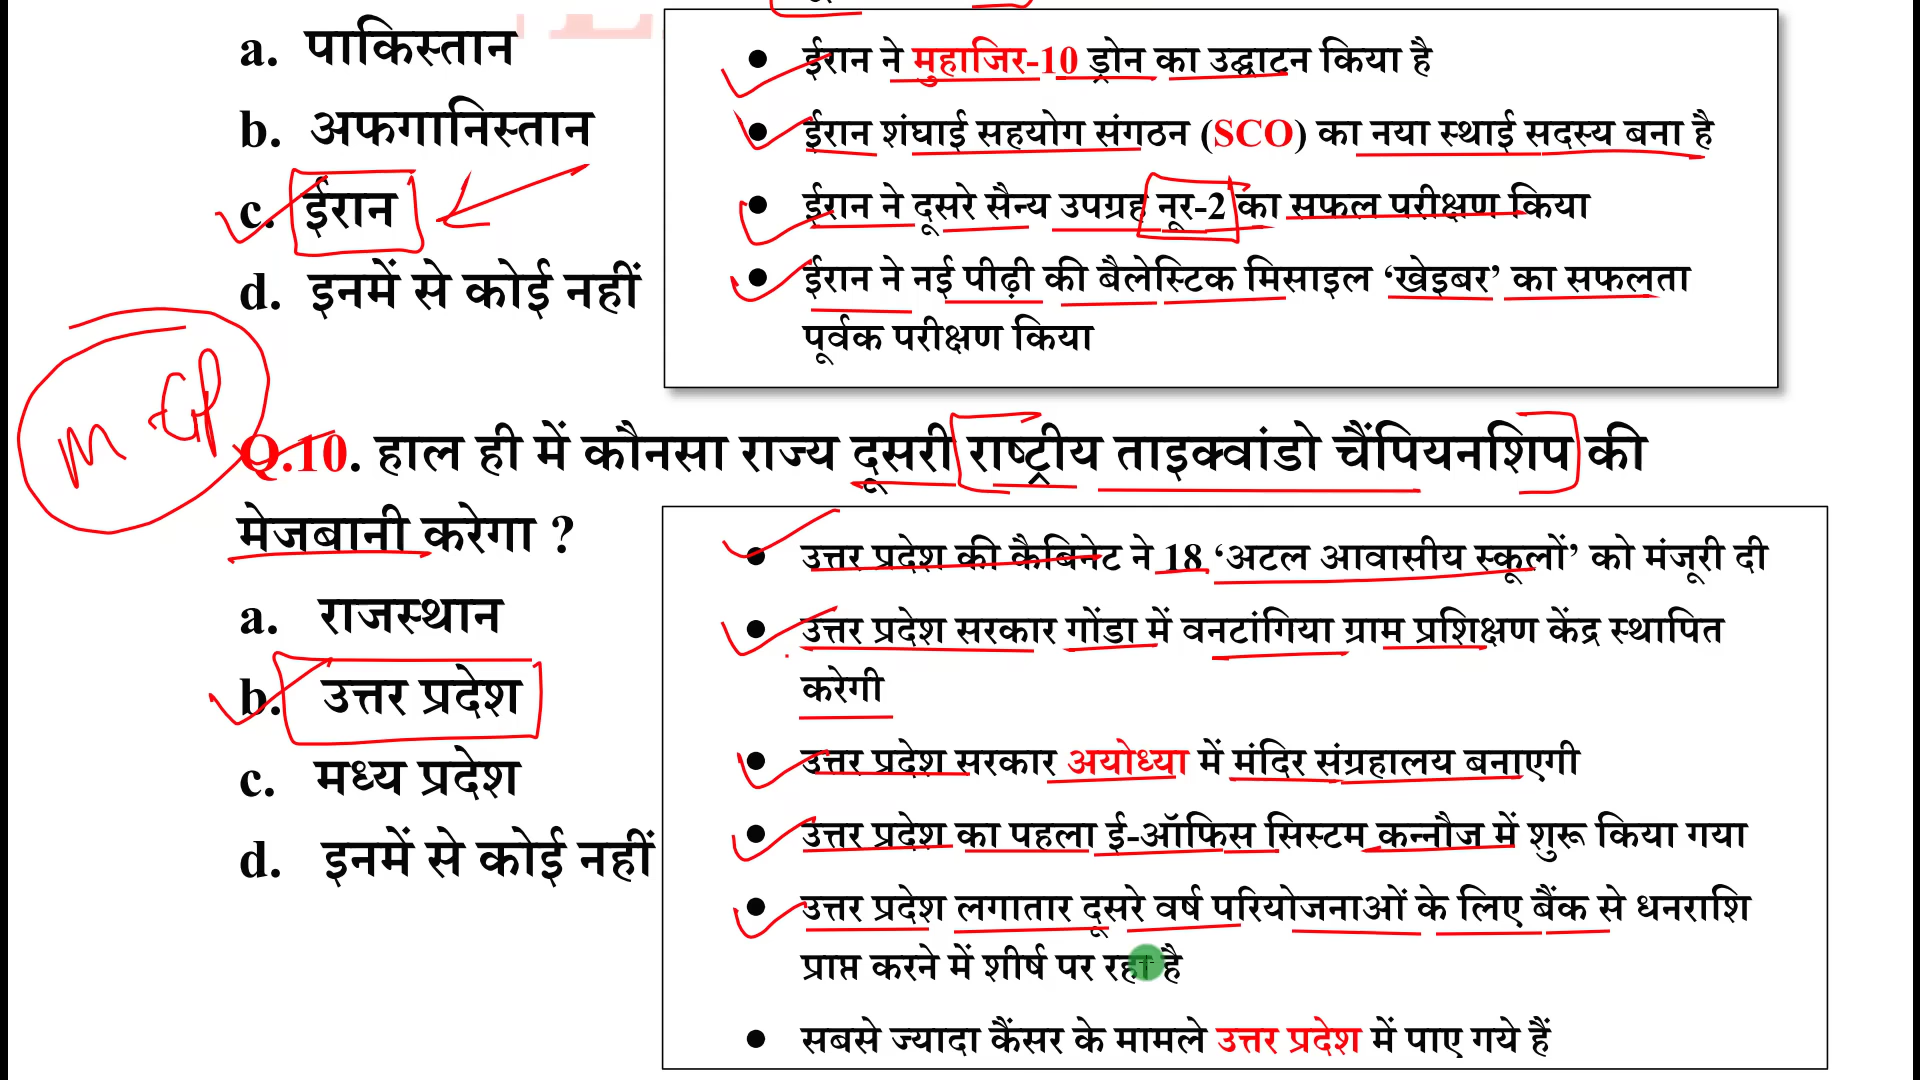 a. पाकिस्तान
b. अफगानिस्तान
c. ईरान
d. इनमें से कोई नहीं
• ईरान ने मुहाजिर-10 ड्रोन का उद्घाटन किया है
• ईरान शंघाई सहयोग संगठन (SCO) का नया स्थाई सदस्य बना है
• ईरान ने दूसरे सैन्य उपग्रह नूर-2 का सफल परीक्षण किया
• ईरान ने नई पीढ़ी की बैलेस्टिक मिसाइल ‘खेइबर’ का सफलता
पूर्वक परीक्षण किया
Q.10. हाल ही में कौनसा राज्य दूसरी राष्ट्रीय ताइक्वांडो चैंपियनशिप की
मेजबानी करेगा ?
a. राजस्थान
b. उत्तर प्रदेश
c. मध्य प्रदेश
d. इनमें से कोई नहीं
• उत्तर प्रदेश की कैबिनेट ने 18 ‘अटल आवासीय स्कूलों’ को मंजूरी दी
• उत्तर प्रदेश सरकार गोंडा में वनटांगिया ग्राम प्रशिक्षण केंद्र स्थापित
करेगी
• उत्तर प्रदेश सरकार अयोध्या में मंदिर संग्रहालय बनाएगी
• उत्तर प्रदेश का पहला ई-ऑफिस सिस्टम कन्नौज में शुरू किया गया
• उत्तर प्रदेश लगातार दूसरे वर्ष परियोजनाओं के लिए बैंक से धनराशि
प्राप्त करने में शीर्ष पर रहा है
• सबसे ज्यादा कैंसर के मामले उत्तर प्रदेश में पाए गये हैं